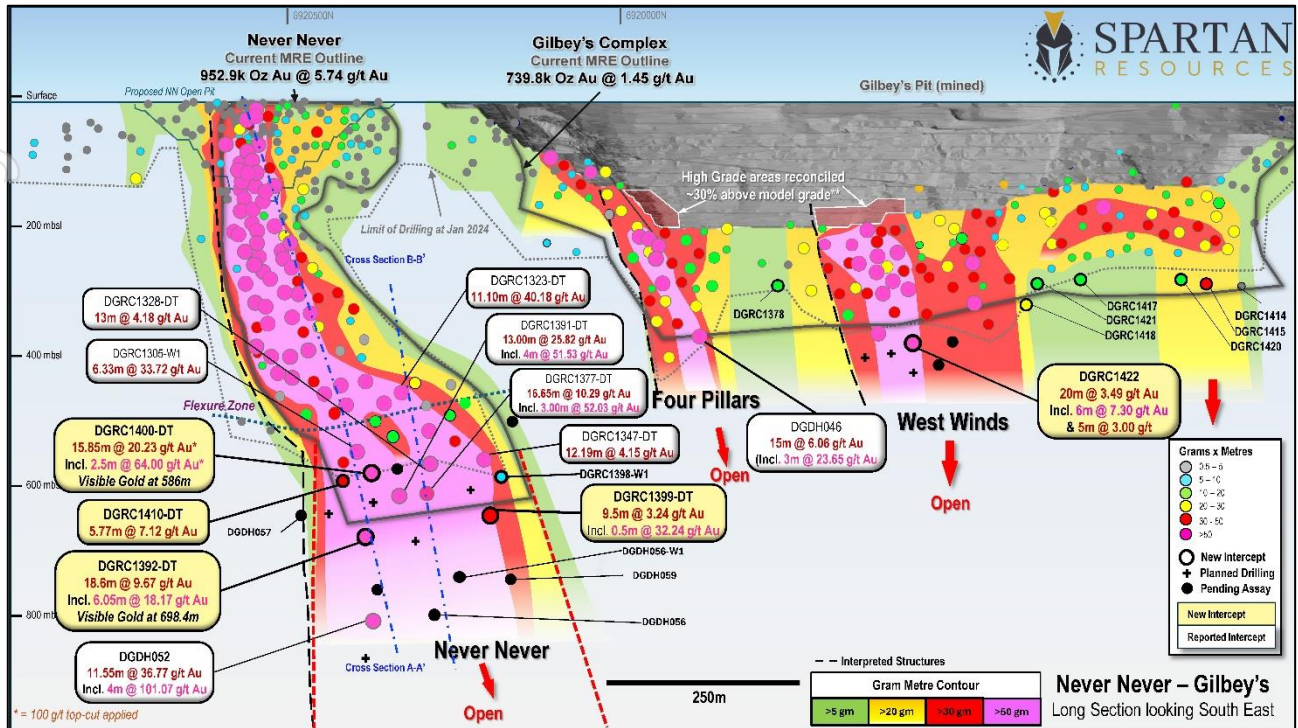 6920500N
6920000N
SPARTAN
RESOURCES
Never Never
Current MRE Outline
952.9k Oz Au @ 5.74 g/t Au
Gilbey's Complex
Current MRE Outline
739.8k Oz Au @ 1.45 g/t Au
Gilbey's Pit (mined)
Surface
Proposed NN Open Pit
High Grade areas reconciled
~30% above model grade**
200 mbsl
Limit of Drilling at Jan 2024
Cross Section B-B'
DGRC1323-DT
11.10m @ 40.18 g/t Au
DGRC1328-DT
13m @ 4.18 g/t Au
DGRC1391-DT
13.00m @ 25.82 g/t Au
Incl. 4m @ 51.53 g/t Au
DGRC1378
DGRC1417
DGRC1421
DGRC1418
DGRC1414
DGRC1415
DGRC1420
400 mbsl
DGRC1305-W1
6.33m @ 33.72 g/t Au
DGRC1377-DT
16.65m @ 10.29 g/t Au
Incl. 3.00m @ 52.03 g/t Au
Flexure Zone
Four Pillars
West Winds
DGRC1422
20m @ 3.49 g/t Au
Incl. 6m @ 7.30 g/t Au
& 5m @ 3.00 g/t
DGRC1400-DT
15.85m @ 20.23 g/t Au*
Incl. 2.5m @ 64.00 g/t Au*
Visible Gold at 586m
DGRC1347-DT
12.19m @ 4.15 g/t Au
DGDH046
15m @ 6.06 g/t Au
(Incl. 3m @ 23.65 g/t Au
Open
Open
DGRC1398-W1
600 mbsl
DGRC1399-DT
9.5m @ 3.24 g/t Au
Incl. 0.5m @ 32.24 g/t Au
DGRC1410-DT
5.77m @ 7.12 g/t Au
DGDH057
DGRC1392-DT
18.6m @ 9.67 g/t Au
Incl. 6.05m @ 18.17 g/t Au
Visible Gold at 698.4m
DGDH056-W1
DGDH059
DGDH056
800 mbsl
DGDH052
11.55m @ 36.77 g/t Au
Incl. 4m @ 101.07 g/t Au
Cross Section A-A'
Never Never
Open
Grams x Metres
0.5 – 5
5 - 10
10 - 20
20 – 30
30 - 50
>50
New Intercept
Planned Drilling
Pending Assay
New Intercept
Reported Intercept
250m
Interpreted Structures
Gram Metre Contour
>5 gm
>20 gm
>30 gm
>50 gm
Never Never – Gilbey's
Long Section looking South East
* = 100 g/t top-cut applied